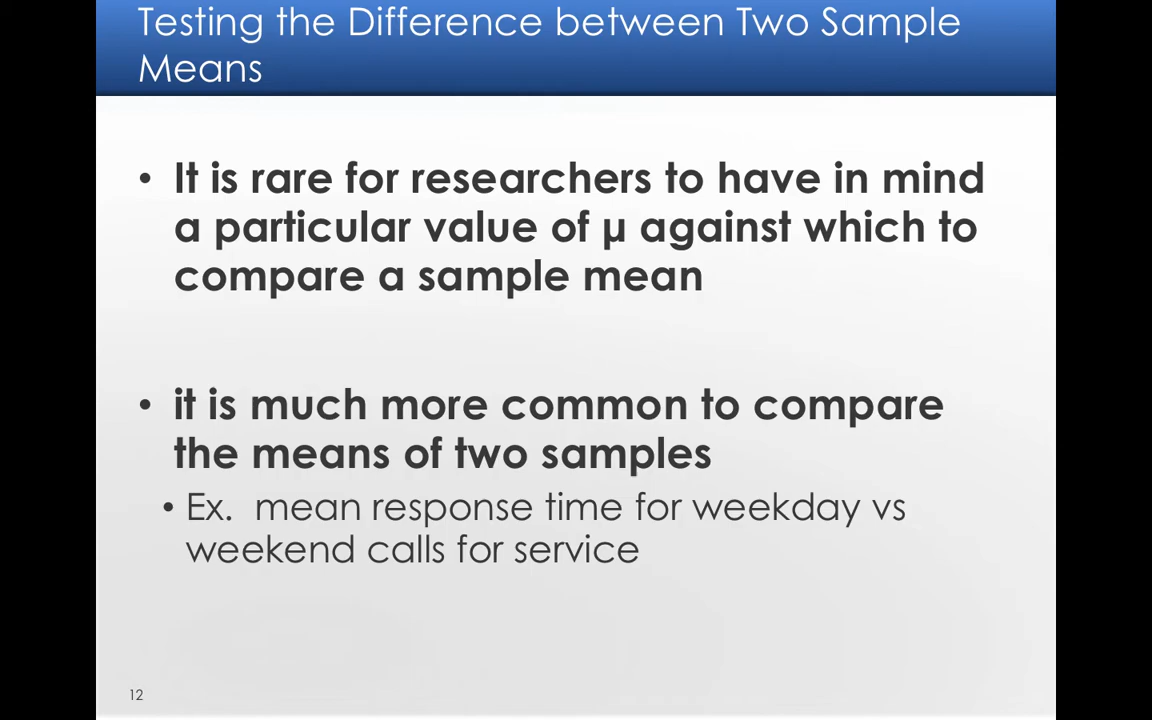 Testing the Difference between Two Sample
Means
• It is rare for researchers to have in mind
a particular value of µ against which to
compare a sample mean
• it is much more common to compare
the means of two samples
• Ex. mean response time for weekday vs
weekend calls for service
12